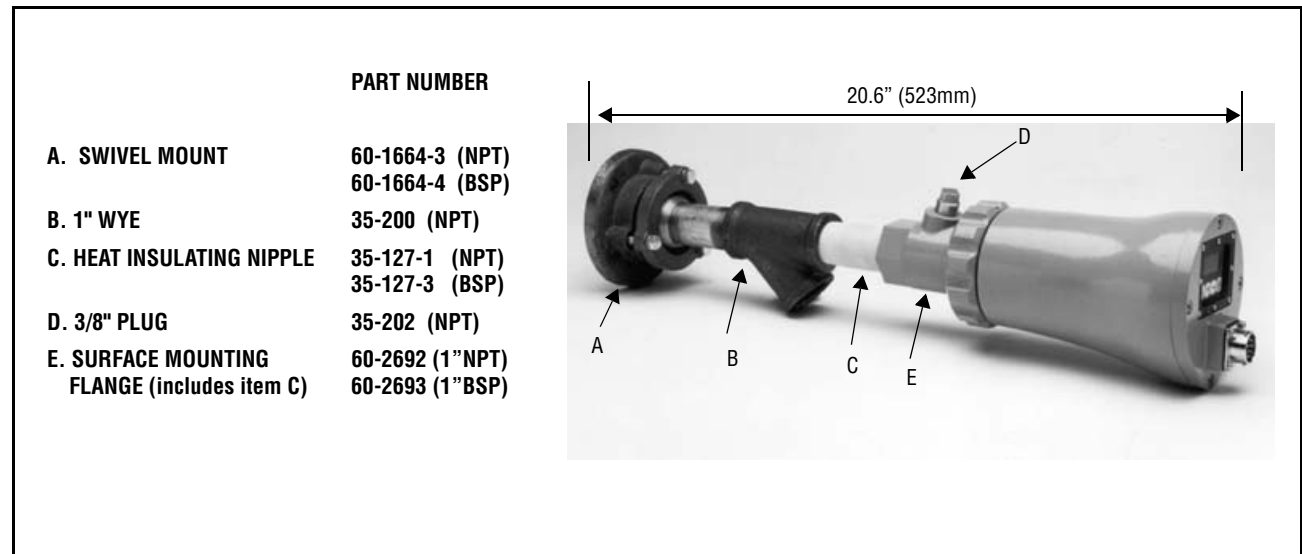 PART NUMBER
A. SWIVEL MOUNT 60-1664-3 (NPT)
60-1664-4 (BSP)
B. 1" WYE 35-200 (NPT)
C. HEAT INSULATING NIPPLE 35-127-1 (NPT)
35-127-3 (BSP)
D. 3/8" PLUG 35-202 (NPT)
E. SURFACE MOUNTING 60-2692 (1”NPT)
FLANGE (includes item C) 60-2693 (1”BSP)
20.6” (523mm)
D
A
B
C
E